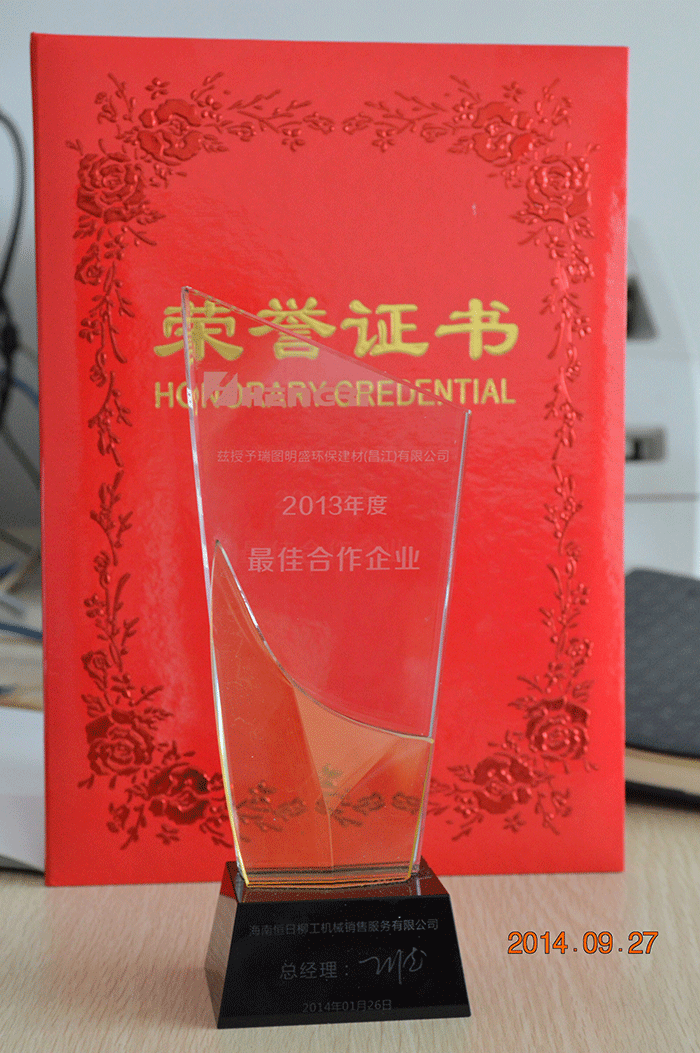 荣誉证书
HONORARY CREDENTIAL
兹授予瑞图明盛环保建材(昌江)有限公司
2013年度
最佳合作企业
海南恒日柳工机械销售服务有限公司
总经理：
2014年01月26日
2014.09.27